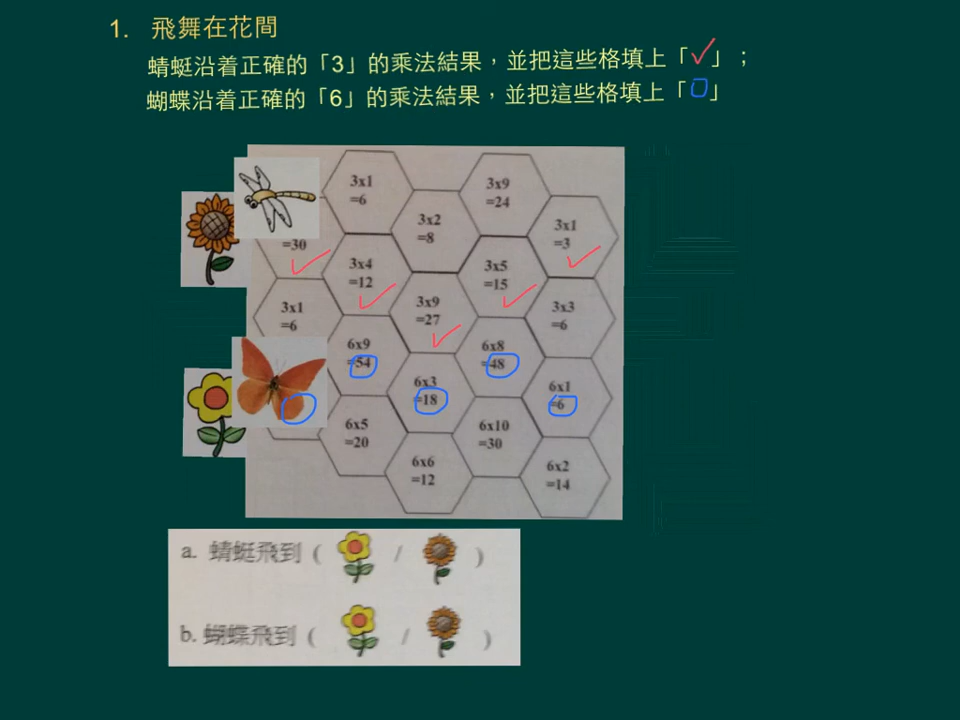 1. 飛舞在花間
蜻蜓沿着正確的「3」的乘法結果，並把這些格填上「✓」；
蝴蝶沿着正確的「6」的乘法結果，並把這些格填上「O」
3x1
=6
3x9
=24
3x2
=8
3x1
=3
=30
3x4
=12
3x5
=15
3x1
=6
3x9
=27
3x3
=6
6x9
=54
6x8
=48
6x3
=18
6x1
=6
6x5
=20
6x10
=30
6x6
=12
6x2
=14
a. 蜻蜓飛到 ( / )
b. 蝴蝶飛到 ( / )